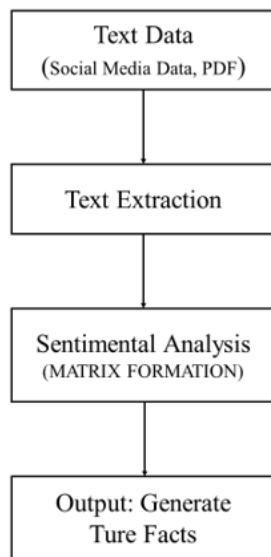 Text Data
(Social Media Data, PDF)
Text Extraction
Sentimental Analysis
(MATRIX FORMATION)
Output: Generate
Ture Facts